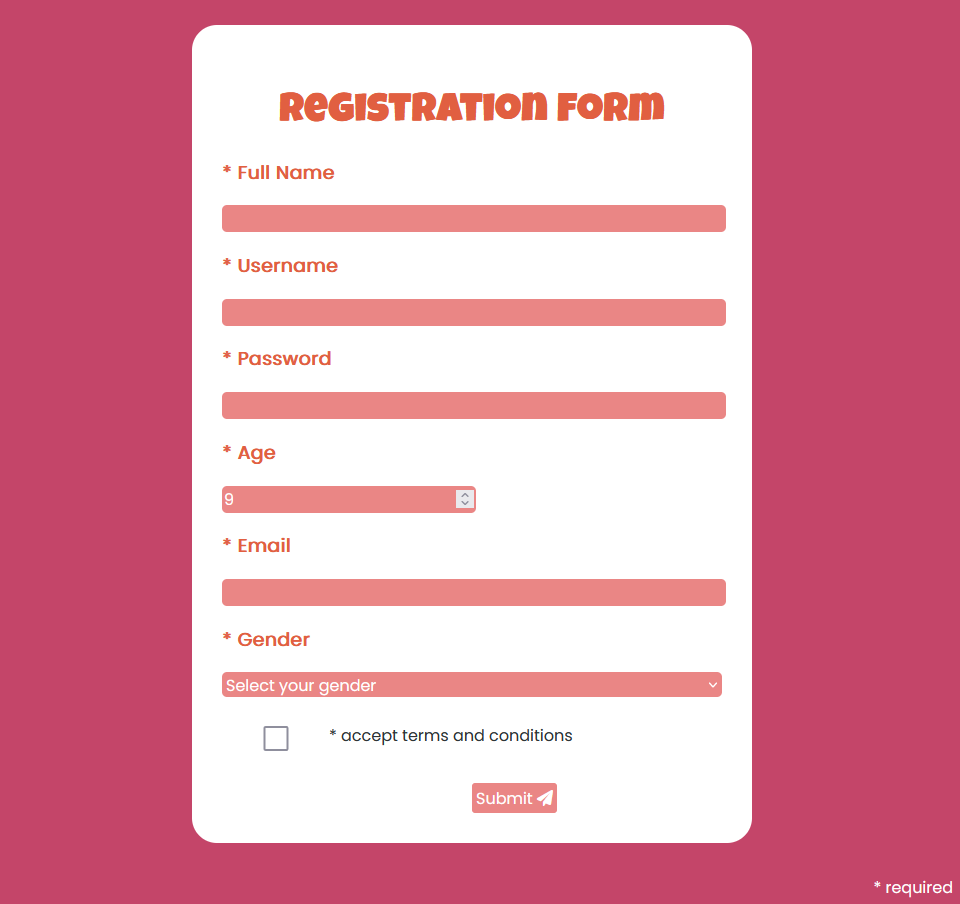 Registration Form
* Full Name
* Username
* Password
* Age
9
* Email
* Gender
Select your gender
* accept terms and conditions
Submit
* required